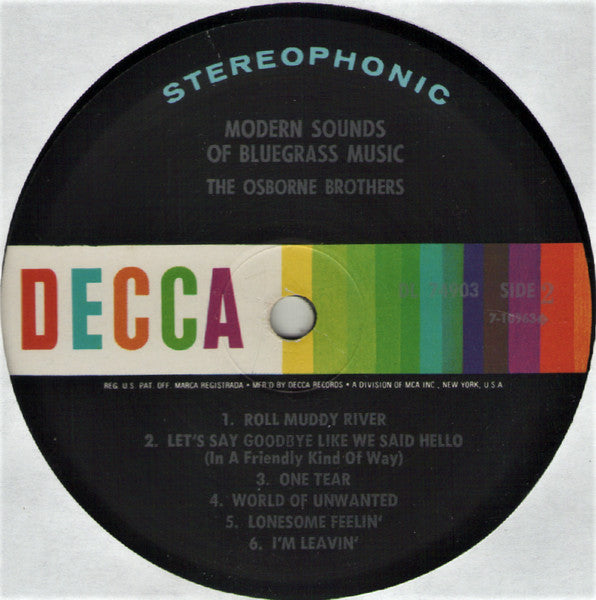 STEREOPHONIC
MODERN SOUNDS
OF BLUEGRASS MUSIC
THE OSBORNE BROTHERS
DECCA
SIDE 2
REG. U.S. PAT. OFF. MARCA REGISTRADA • MFR'D BY DECCA RECORDS • A DIVISION OF MCA INC., NEW YORK, U.S.A
1. ROLL MUDDY RIVER
2. LET'S SAY GOODBYE LIKE WE SAID HELLO
(In A Friendly Kind Of Way)
3. ONE TEAR
4. WORLD OF UNWANTED
5. LONESOME FEELIN'
6. I'M LEAVIN'